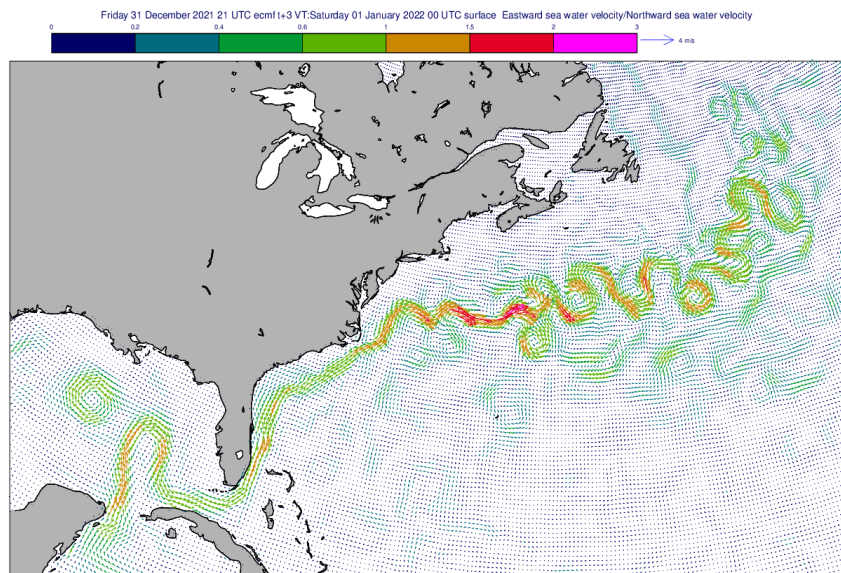 Friday 31 December 2021 21 UTC ecmf t+3 VT:Saturday 01 January 2022 00 UTC surface Eastward sea water velocity/Northward sea water velocity
0 0.2 0.4 0.6 1 1.5 2 3
4 m/s